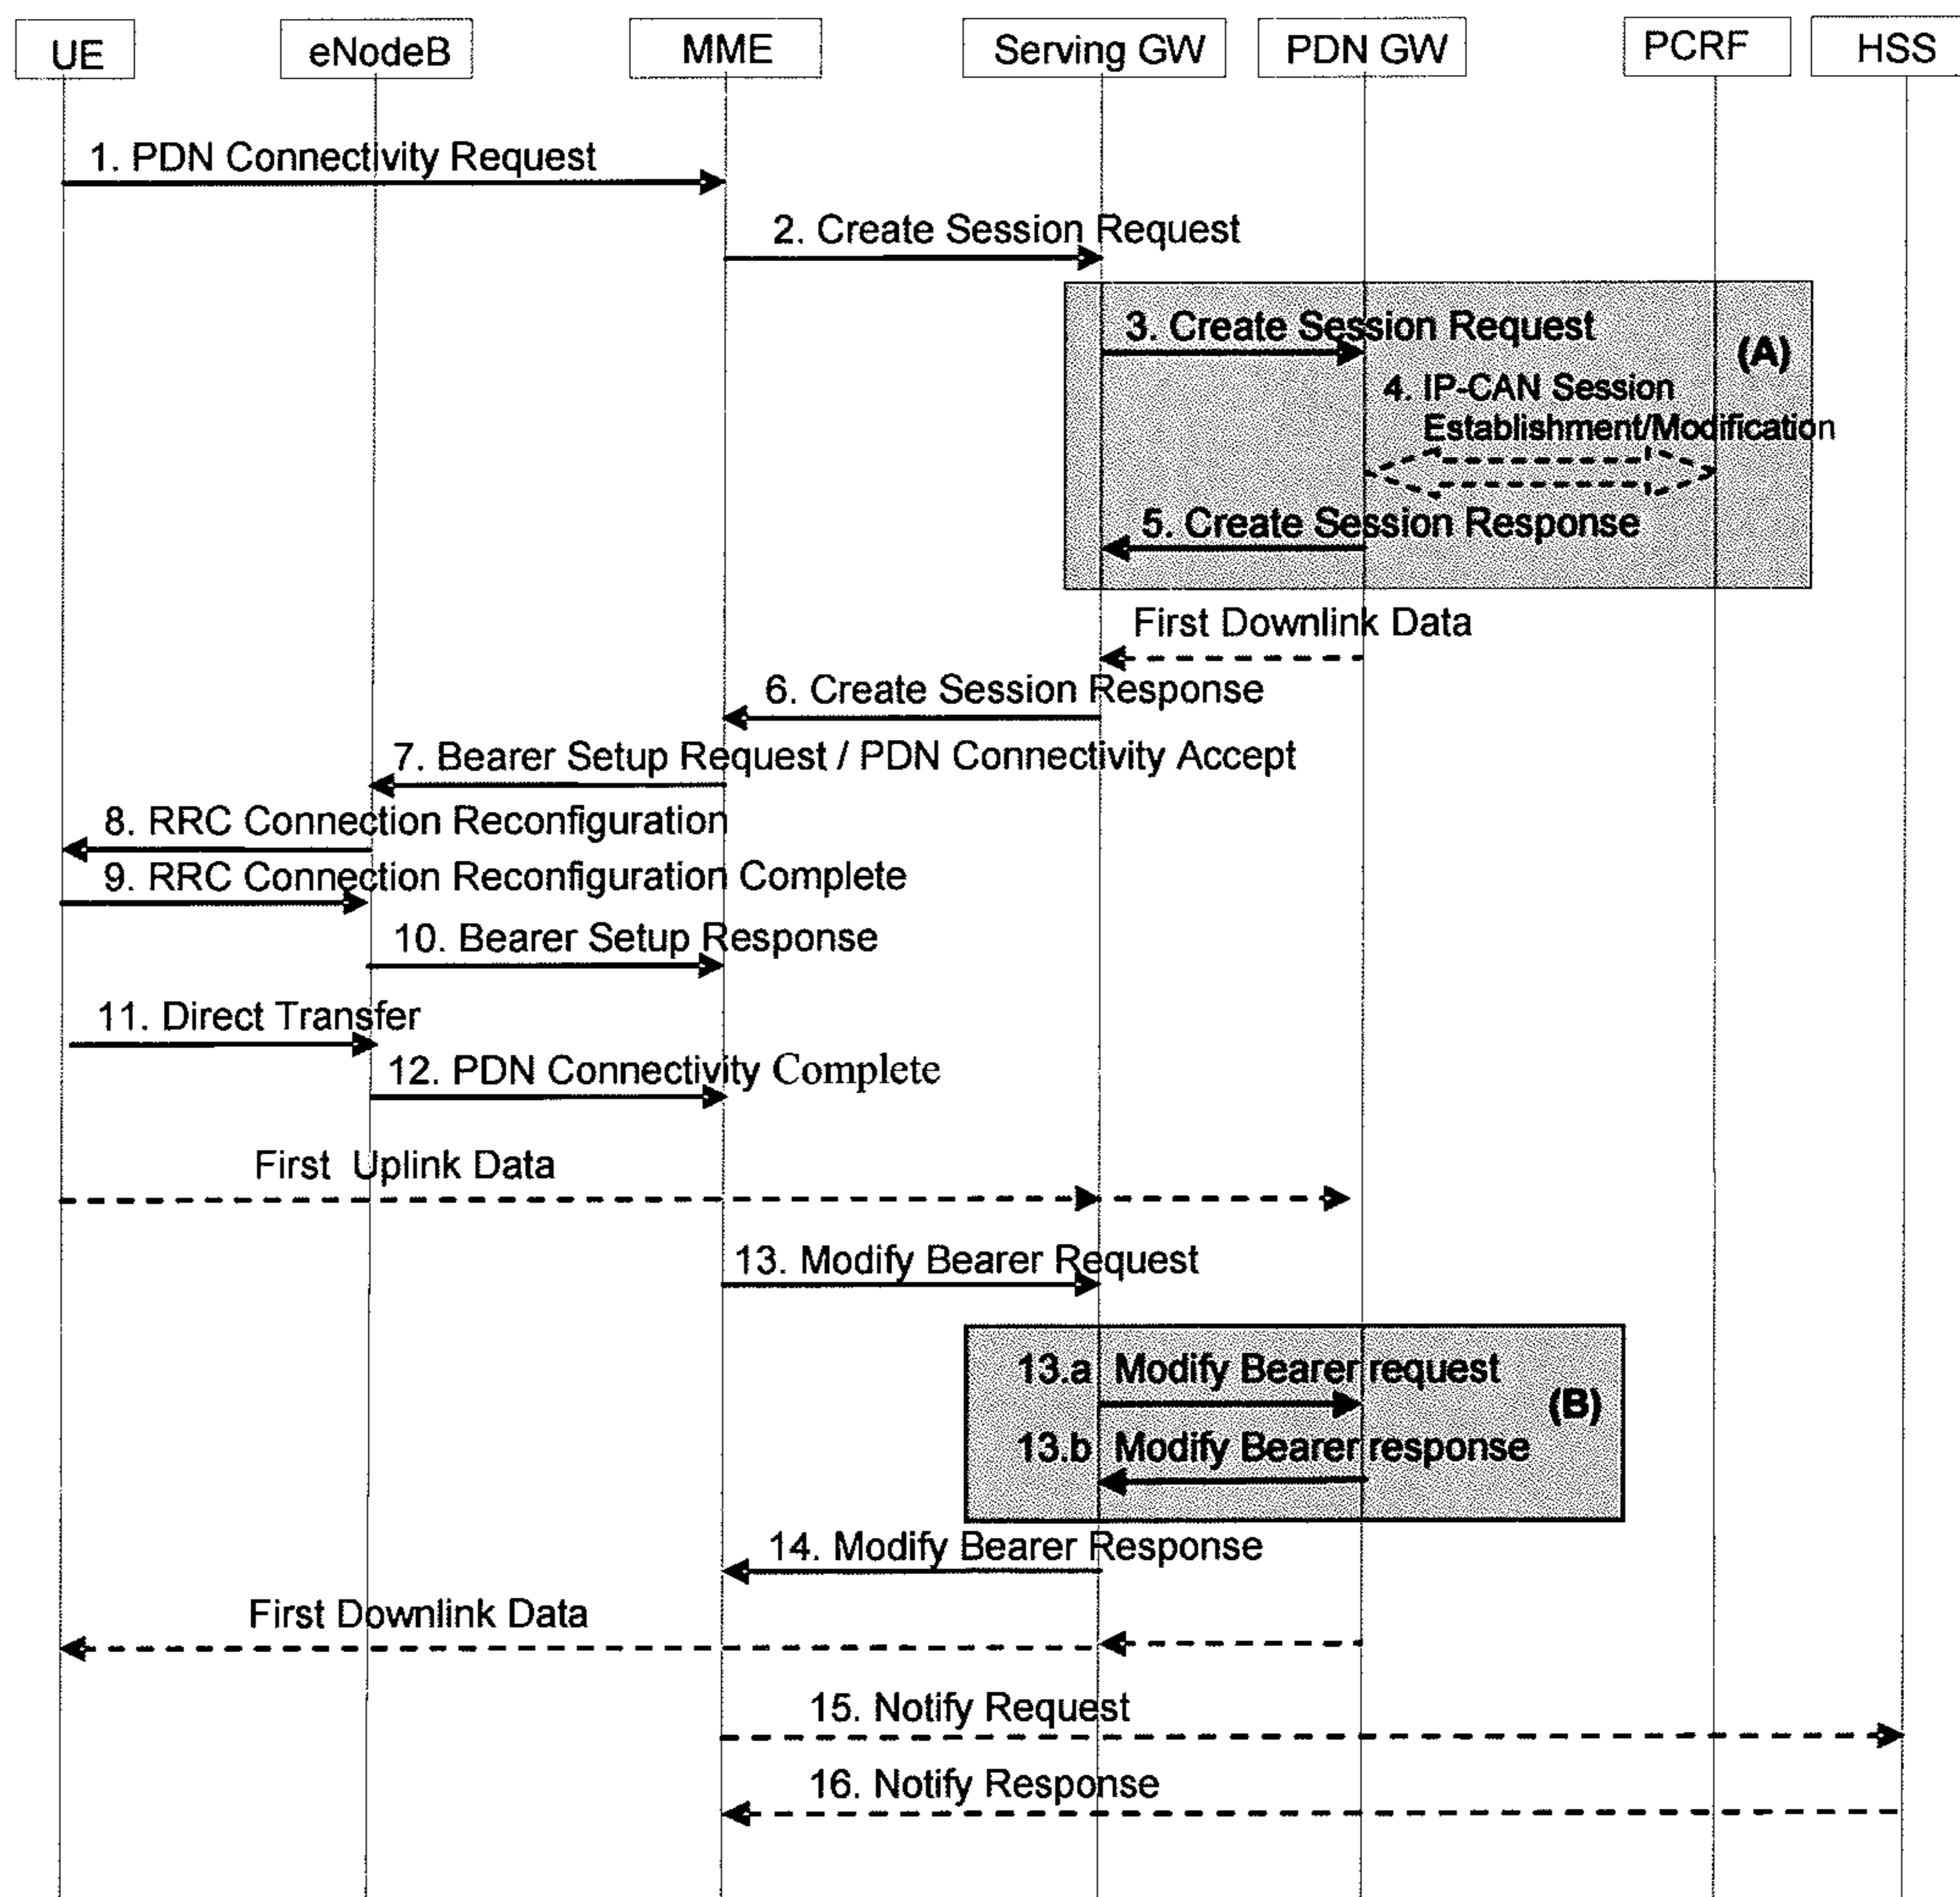 UE eNodeB MME Serving GW PDN GW PCRF HSS
1. PDN Connectivity Request
2. Create Session Request
3. Create Session Request
(A)
4. IP-CAN Session
Establishment/Modification
5. Create Session Response
First Downlink Data
6. Create Session Response
7. Bearer Setup Request / PDN Connectivity Accept
8. RRC Connection Reconfiguration
9. RRC Connection Reconfiguration Complete
10. Bearer Setup Response
11. Direct Transfer
12. PDN Connectivity Complete
First Uplink Data
13. Modify Bearer Request
13.a Modify Bearer request
(B)
13.b Modify Bearer response
14. Modify Bearer Response
First Downlink Data
15. Notify Request
16. Notify Response